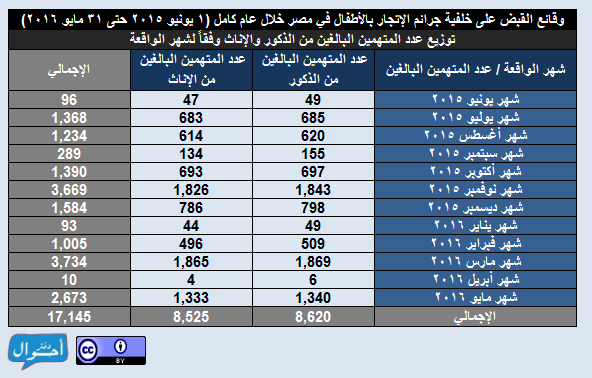 وقائع القبض على خلفية جرائم الإتجار بالأطفال في مصر خلال عام كامل (١ يونيو ٢٠١٥ حتى ٣١ مايو ٢٠١٦)
توزيع عدد المتهمين البالغين من الذكور والإناث وفقاً لشهر الواقعة
شهر الواقعة / عدد المتهمين البالغين عدد المتهمين البالغين من الذكور عدد المتهمين البالغين من الإناث الإجمالي
شهر يونيو ٢٠١٥ 49 47 96
شهر يوليو ٢٠١٥ 685 683 1,368
شهر أغسطس ٢٠١٥ 620 614 1,234
شهر سبتمبر ٢٠١٥ 155 134 289
شهر أكتوبر ٢٠١٥ 697 693 1,390
شهر نوفمبر ٢٠١٥ 1,843 1,826 3,669
شهر ديسمبر ٢٠١٥ 798 786 1,584
شهر يناير ٢٠١٦ 49 44 93
شهر فبراير ٢٠١٦ 509 496 1,005
شهر مارس ٢٠١٦ 1,869 1,865 3,734
شهر أبريل ٢٠١٦ 6 4 10
شهر مايو ٢٠١٦ 1,340 1,333 2,673
الإجمالي 8,620 8,525 17,145
دفتر أحوال
cc
BY